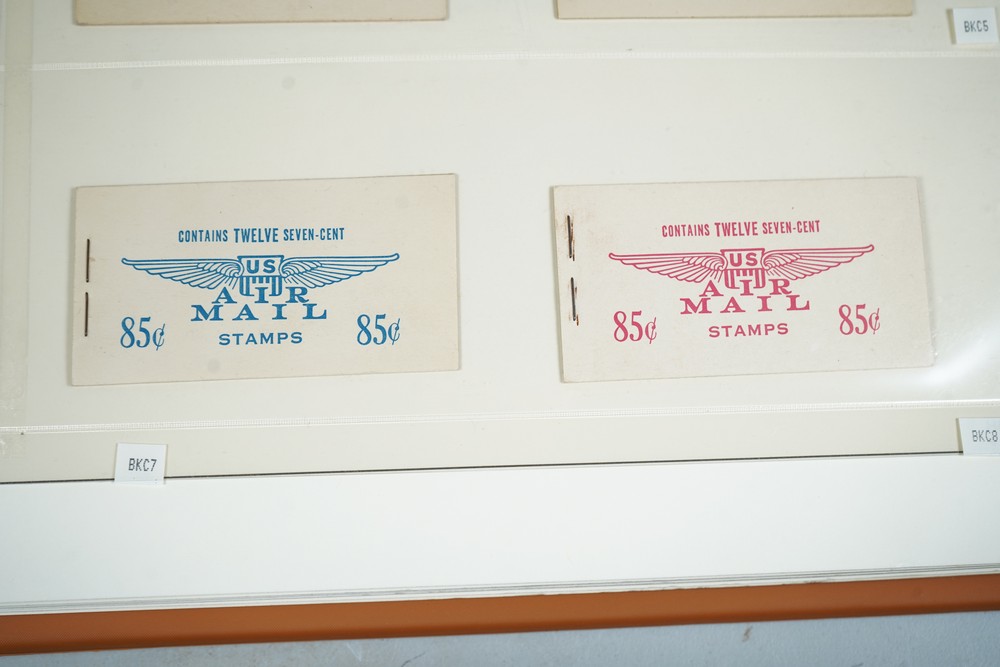 BKC5
CONTAINS TWELVE SEVEN-CENT
US
AIR
MAIL
STAMPS
85¢
85¢
CONTAINS TWELVE SEVEN-CENT
US
AIR
MAIL
STAMPS
85¢
85¢
BKC7
BKC8